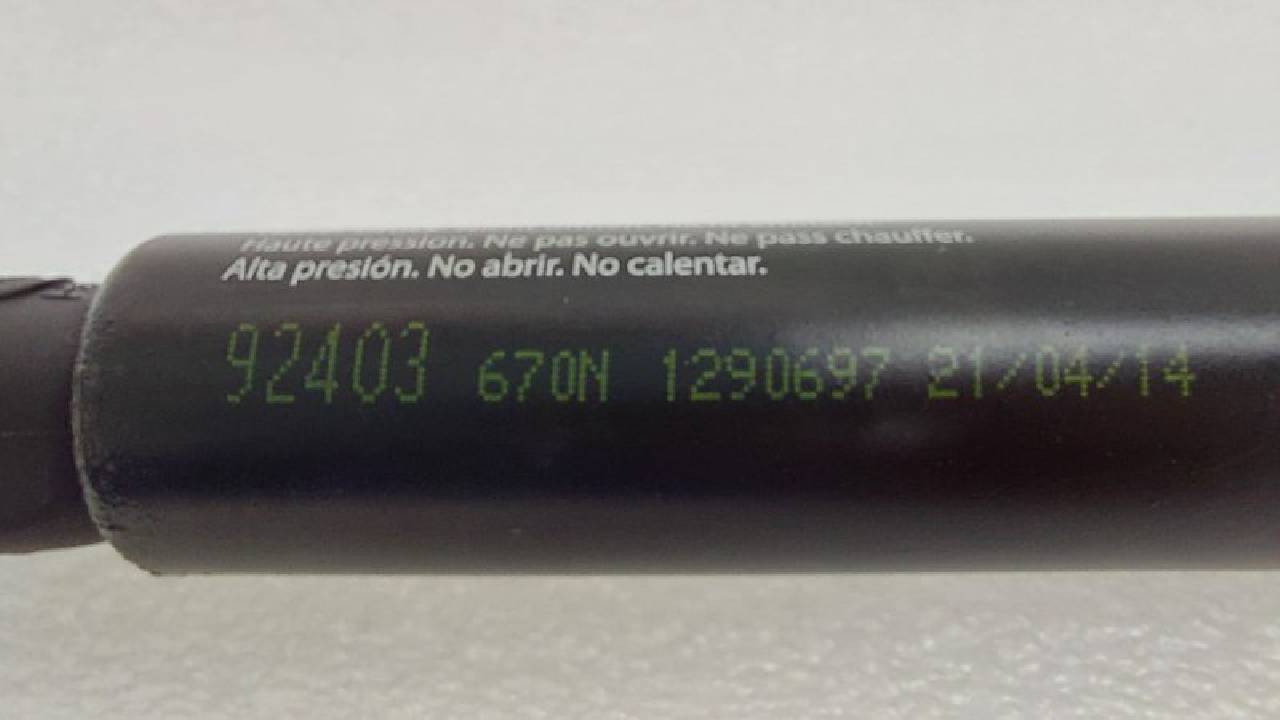 Haute pression. Ne pas ouvrir. Ne pass chauffer.
Alta presión. No abrir. No calentar.
92403 670N 1290697 21/04/14